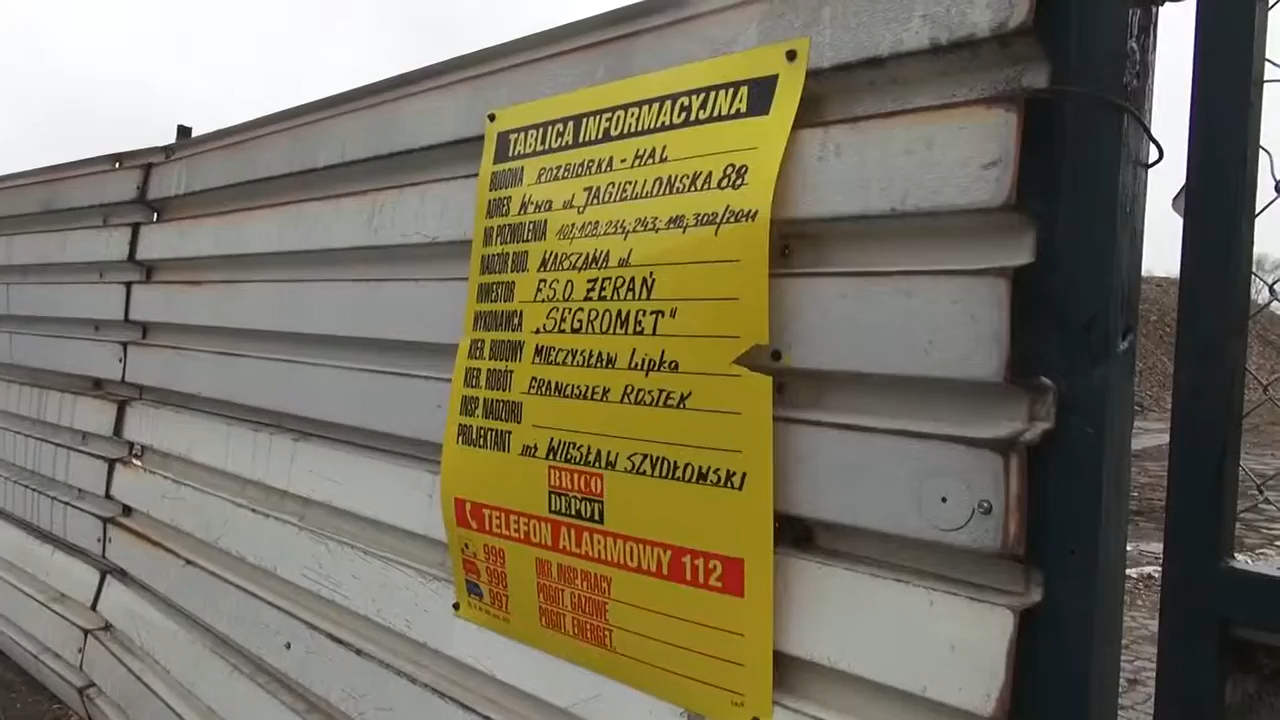 TABLICA INFORMACYJNA
BUDOWA ROZBIÓRKA - HAL
ADRES W-wa ul. JAGIELLOŃSKA 88
NR POZWOLENIA 107;108;234;243;118;302/2011
NADZÓR BUD. WARSZAWA ul.
INWESTOR F.S.O. ŻERAŃ
WYKONAWCA „SEGROMET"
KIER. BUDOWY MIECZYSŁAW Lipka
KIER. ROBÓT FRANCISZEK ROSTEK
INSP. NADZORU
PROJEKTANT inż WIESŁAW SZYDŁOWSKI
BRICO
DEPOT
TELEFON ALARMOWY 112
999
998
997
OKR. INSP. PRACY
POGOT. GAZOWE
POGOT. ENERGET.